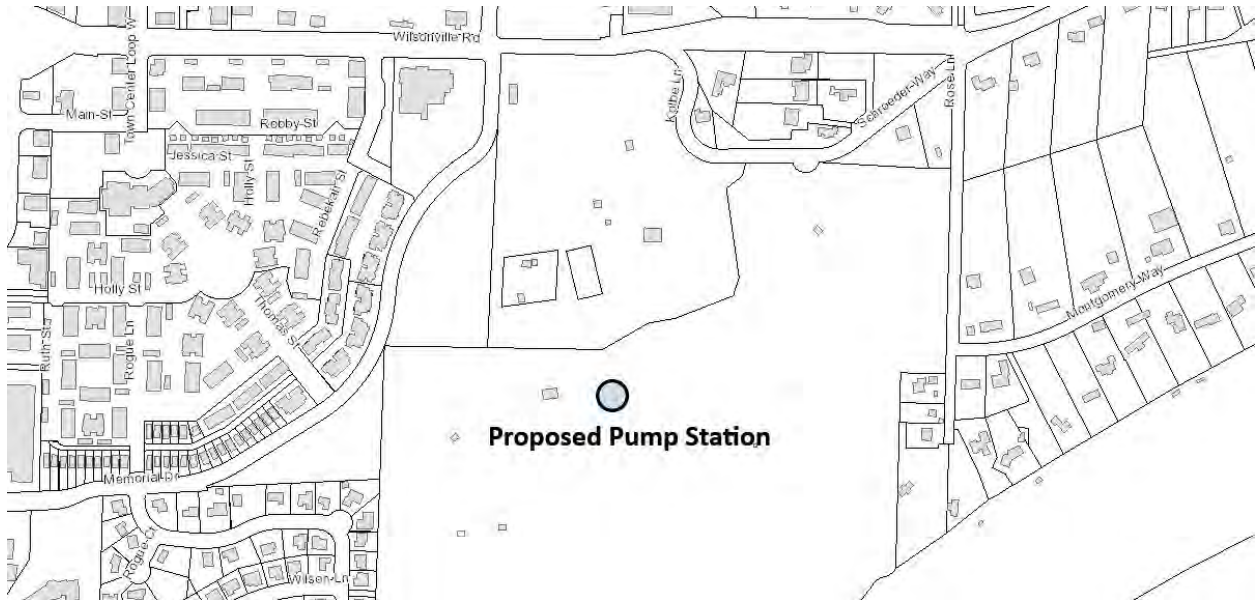 Wilsonville Rd
Town Center Loop W
Main St
Robby St
Jessica St
Holly St
Rebekah St
Kolbe Ln
Schroeder Way
Rose Ln
Montgomery Way
Holly St
Thomas St
Ruth St
Rogue Ln
Proposed Pump Station
Memorial Dr
Rogue Ct
Wilson Ln